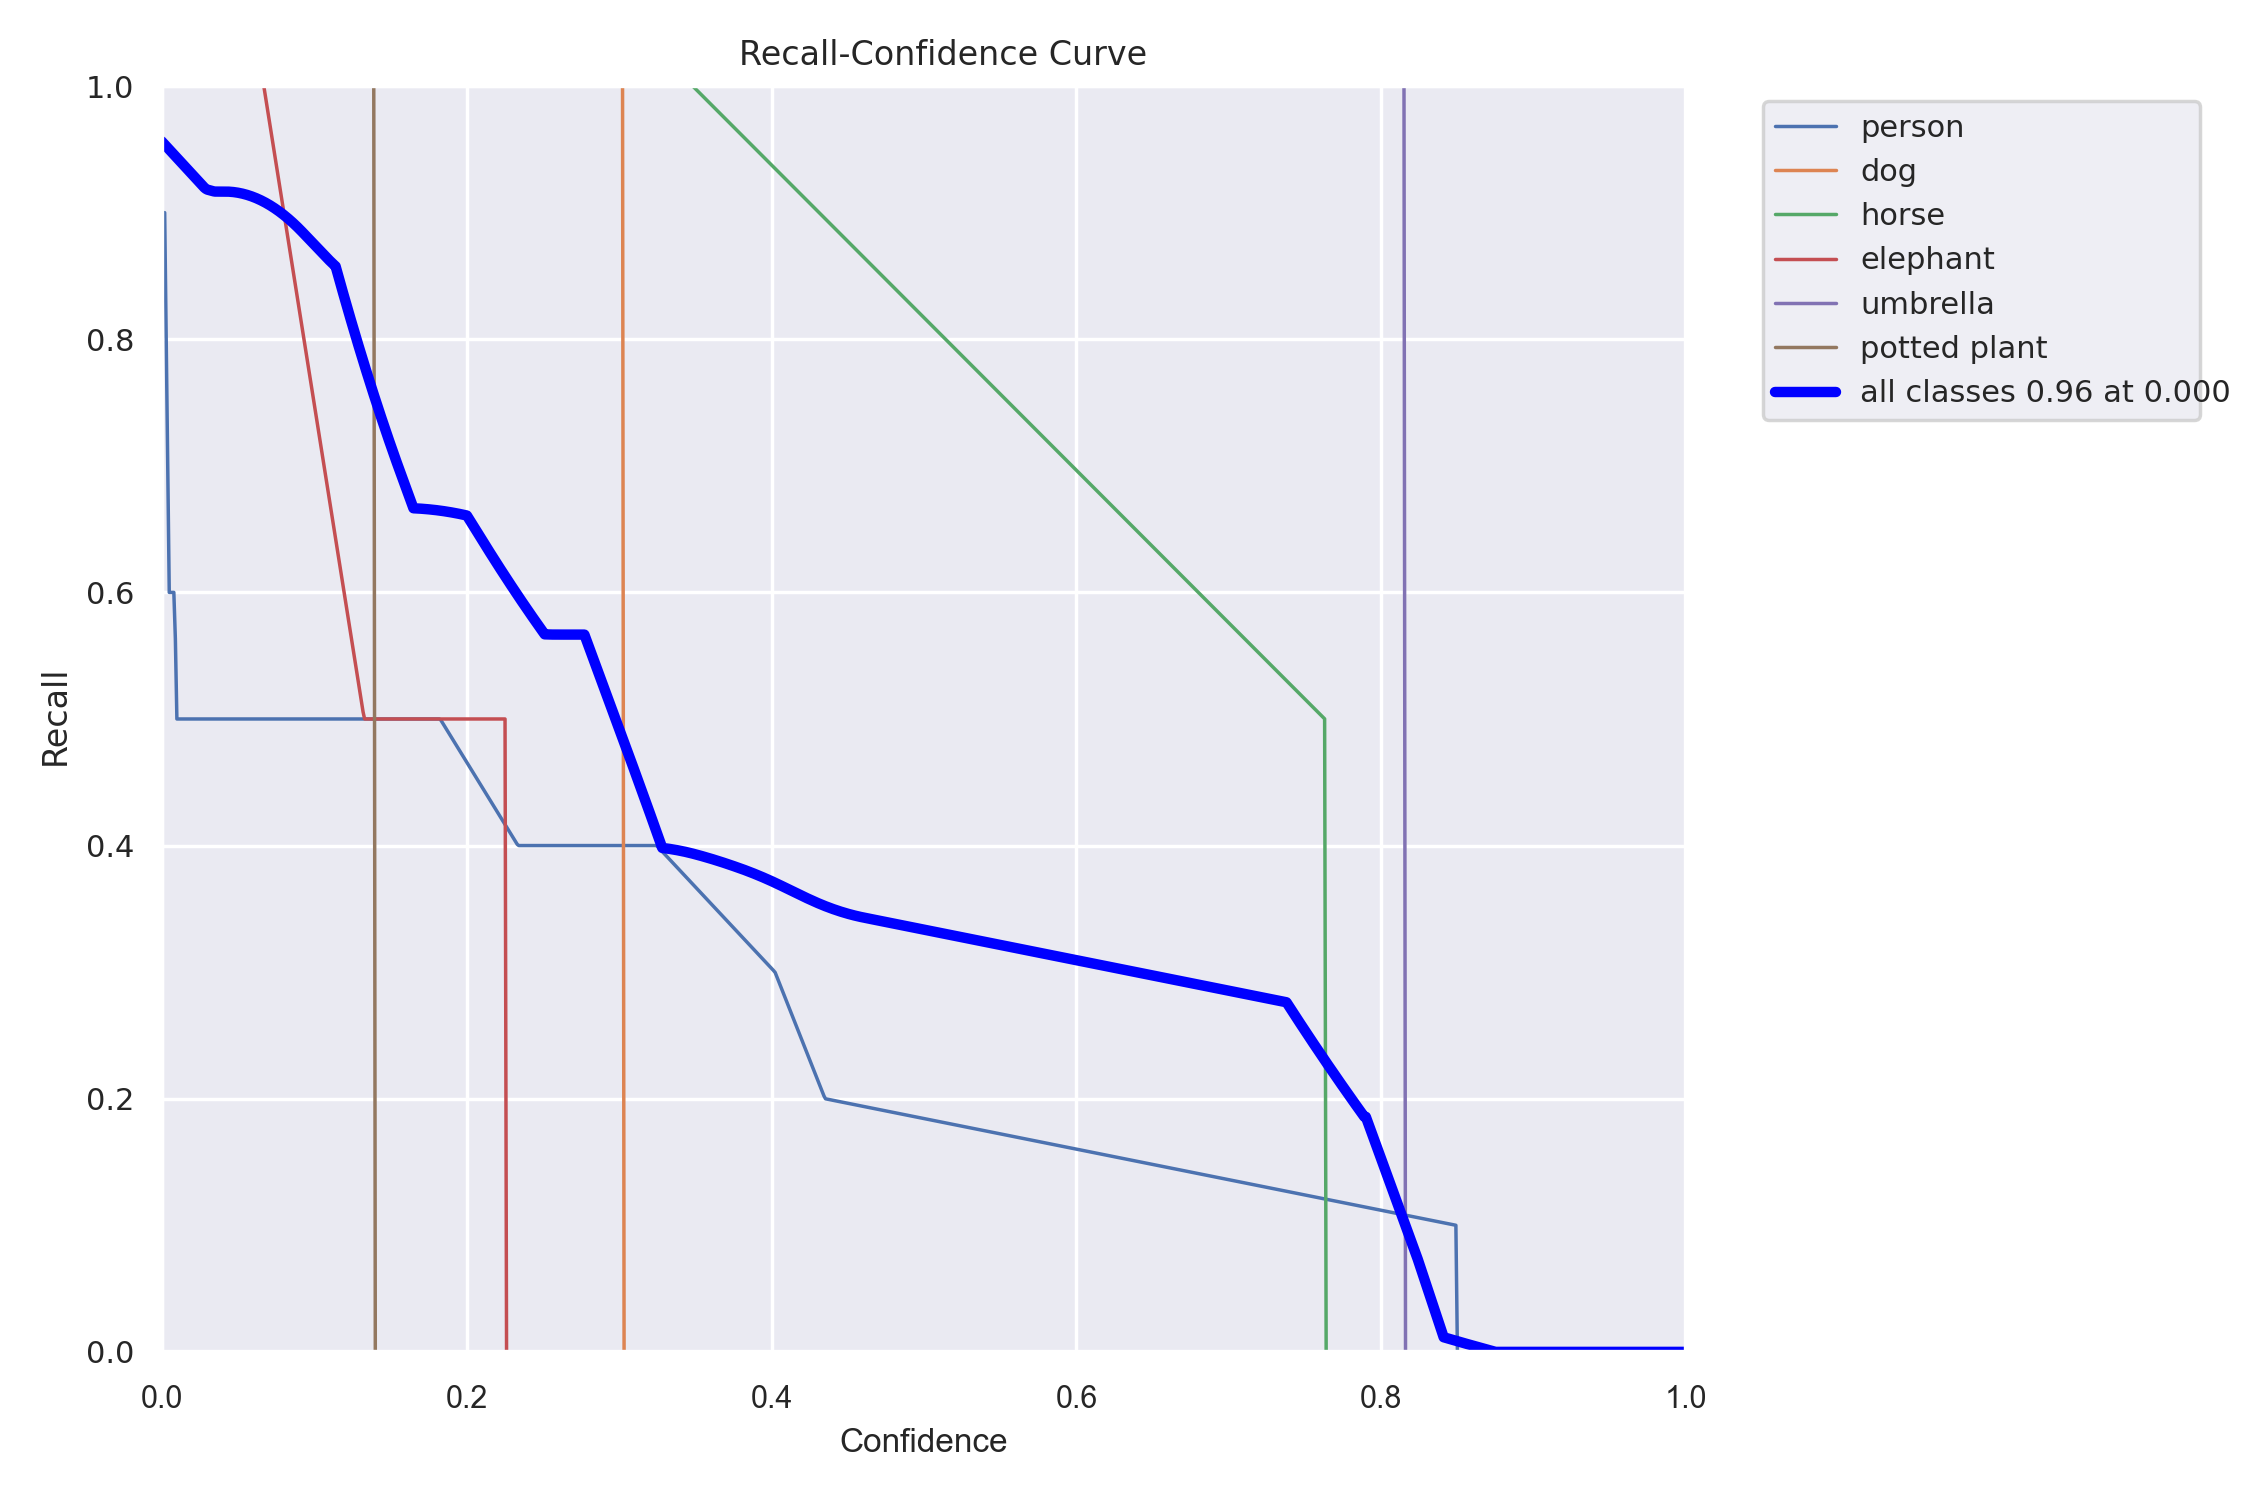 Recall-Confidence Curve
1.0
0.8
0.6
0.4
0.2
0.0
Recall
0.0 0.2 0.4 0.6 0.8 1.0
Confidence
person
dog
horse
elephant
umbrella
potted plant
all classes 0.96 at 0.000